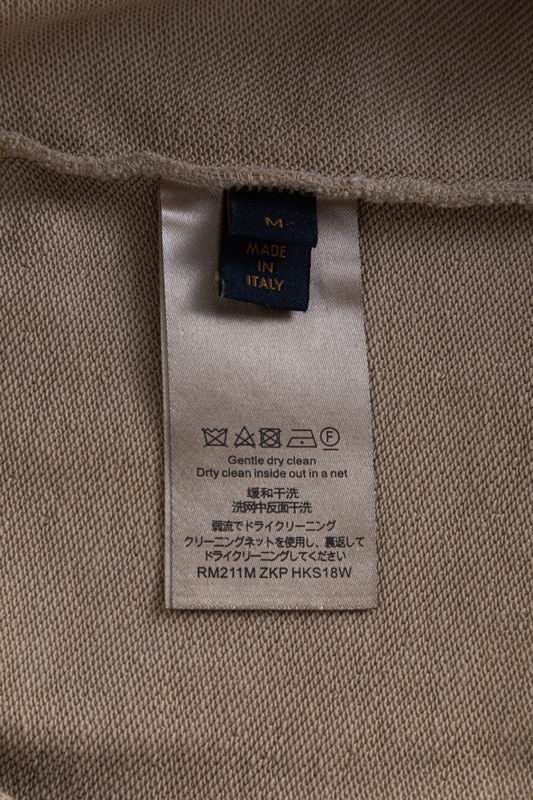 M
MADE
IN
ITALY
F
Gentle dry clean
Drty clean inside out in a net
缓和干洗
洗网中反面干洗
弱流でドライクリーニング
クリーニングネットを使用し、裏返して
ドライクリーニングしてください
RM211M ZKP HKS18W